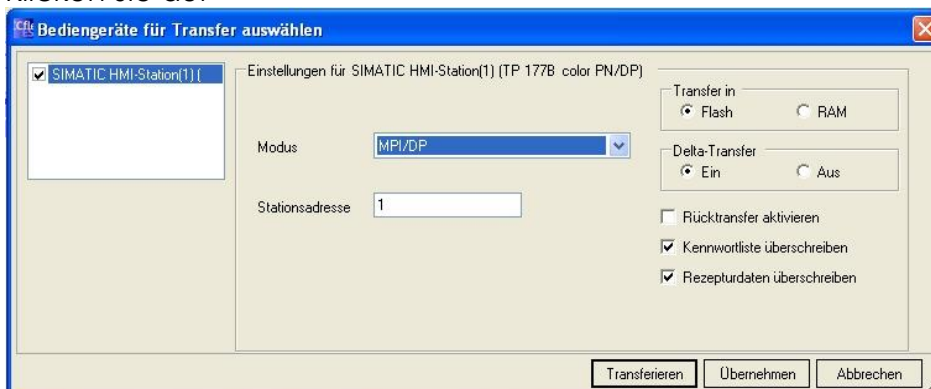 Bediengeräte für Transfer auswählen
SIMATIC HMI-Station(1) (
Einstellungen für SIMATIC HMI-Station(1) (TP 177B color PN/DP)
Modus
MPI/DP
Stationsadresse
1
Transfer in
Flash
RAM
Delta-Transfer
Ein
Aus
Rücktransfer aktivieren
Kennwortliste überschreiben
Rezepturdaten überschreiben
Transferieren
Übernehmen
Abbrechen